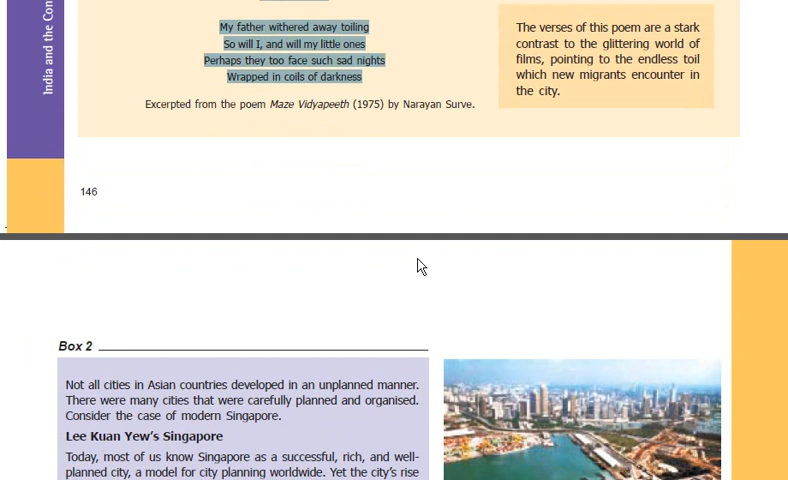 India and the Con
My father withered away toiling
So will I, and will my little ones
Perhaps they too face such sad nights
Wrapped in coils of darkness
Excerpted from the poem Maze Vidyapeeth (1975) by Narayan Surve.
The verses of this poem are a stark
contrast to the glittering world of
films, pointing to the endless toil
which new migrants encounter in
the city.
146
Box 2
Not all cities in Asian countries developed in an unplanned manner.
There were many cities that were carefully planned and organised.
Consider the case of modern Singapore.
Lee Kuan Yew's Singapore
Today, most of us know Singapore as a successful, rich, and well-
planned city, a model for city planning worldwide. Yet the city's rise